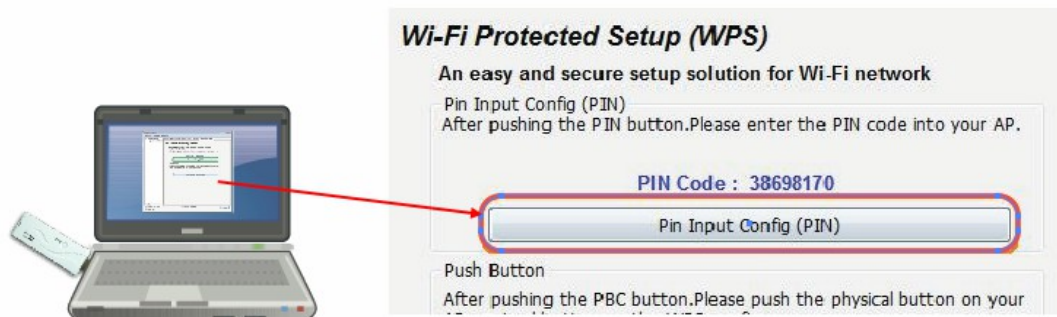 Wi-Fi Protected Setup (WPS)
An easy and secure setup solution for Wi-Fi network
Pin Input Config (PIN)
After pushing the PIN button.Please enter the PIN code into your AP.
PIN Code : 38698170
Pin Input Config (PIN)
Push Button
After pushing the PBC button.Please push the physical button on your